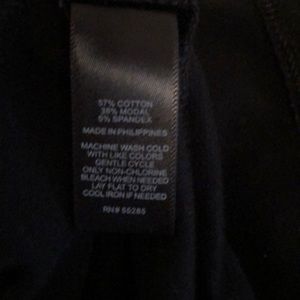 57% COTTON
38% MODAL
5% SPANDEX
MADE IN PHILIPPINES
MACHINE WASH COLD
WITH LIKE COLORS
GENTLE CYCLE
ONLY NON-CHLORINE
BLEACH WHEN NEEDED
LAY FLAT TO DRY
COOL IRON IF NEEDED
RN# 55285